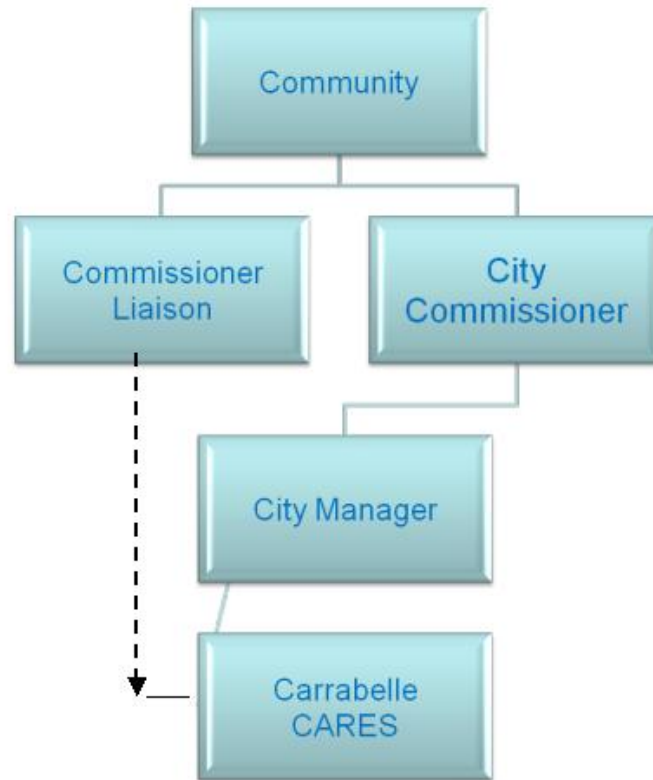 Community
Commissioner
Liaison
City
Commissioner
City Manager
Carrabelle
CARES